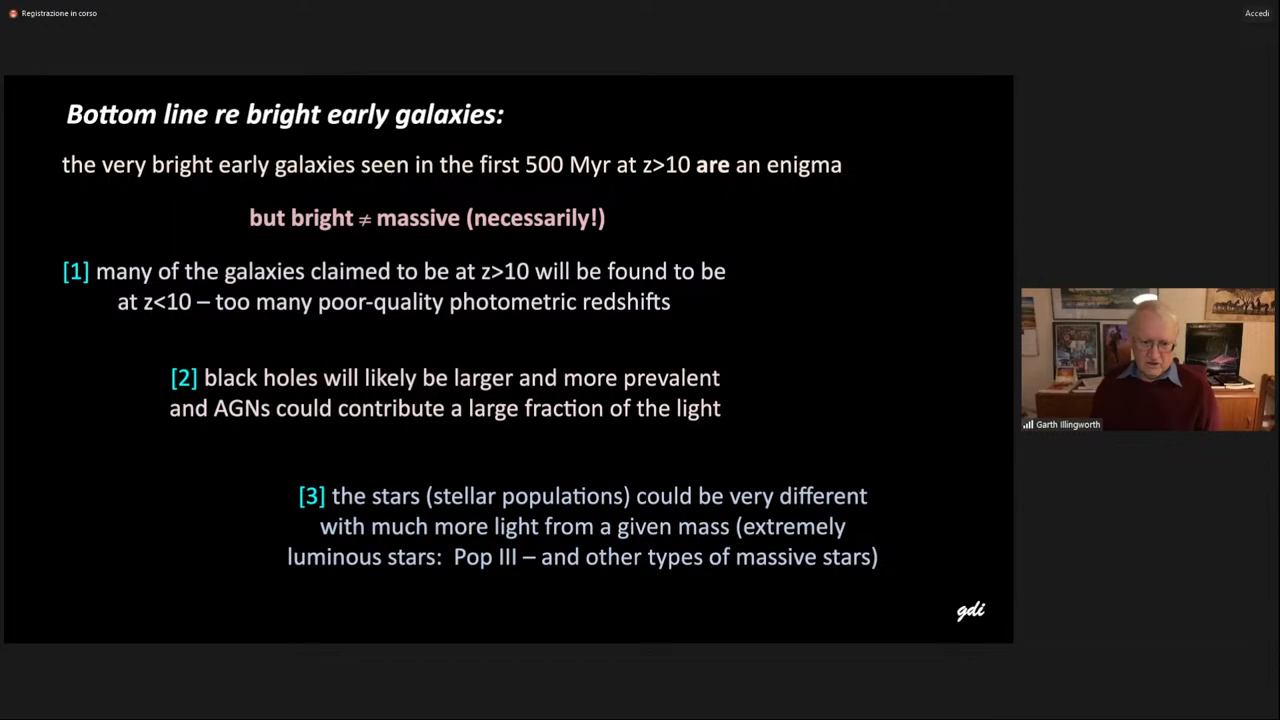 Registrazione in corso
Accedi
Bottom line re bright early galaxies:
the very bright early galaxies seen in the first 500 Myr at z>10 are an enigma
but bright ≠ massive (necessarily!)
[1] many of the galaxies claimed to be at z>10 will be found to be
at z<10 – too many poor-quality photometric redshifts
[2] black holes will likely be larger and more prevalent
and AGNs could contribute a large fraction of the light
[3] the stars (stellar populations) could be very different
with much more light from a given mass (extremely
luminous stars: Pop III – and other types of massive stars)
gdi
Garth Illingworth